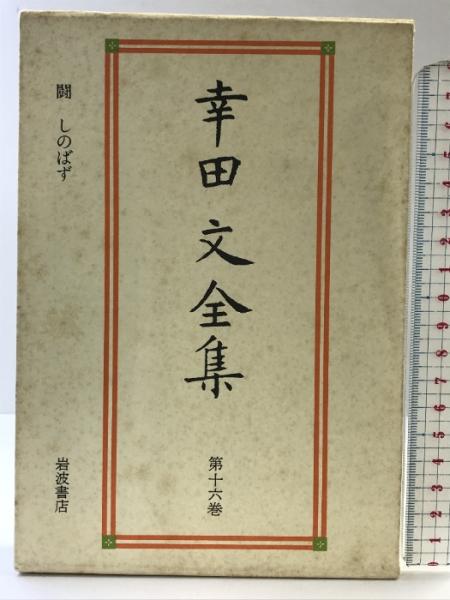 幸田文全集
第十六巻
闘 しのばず
岩波書店